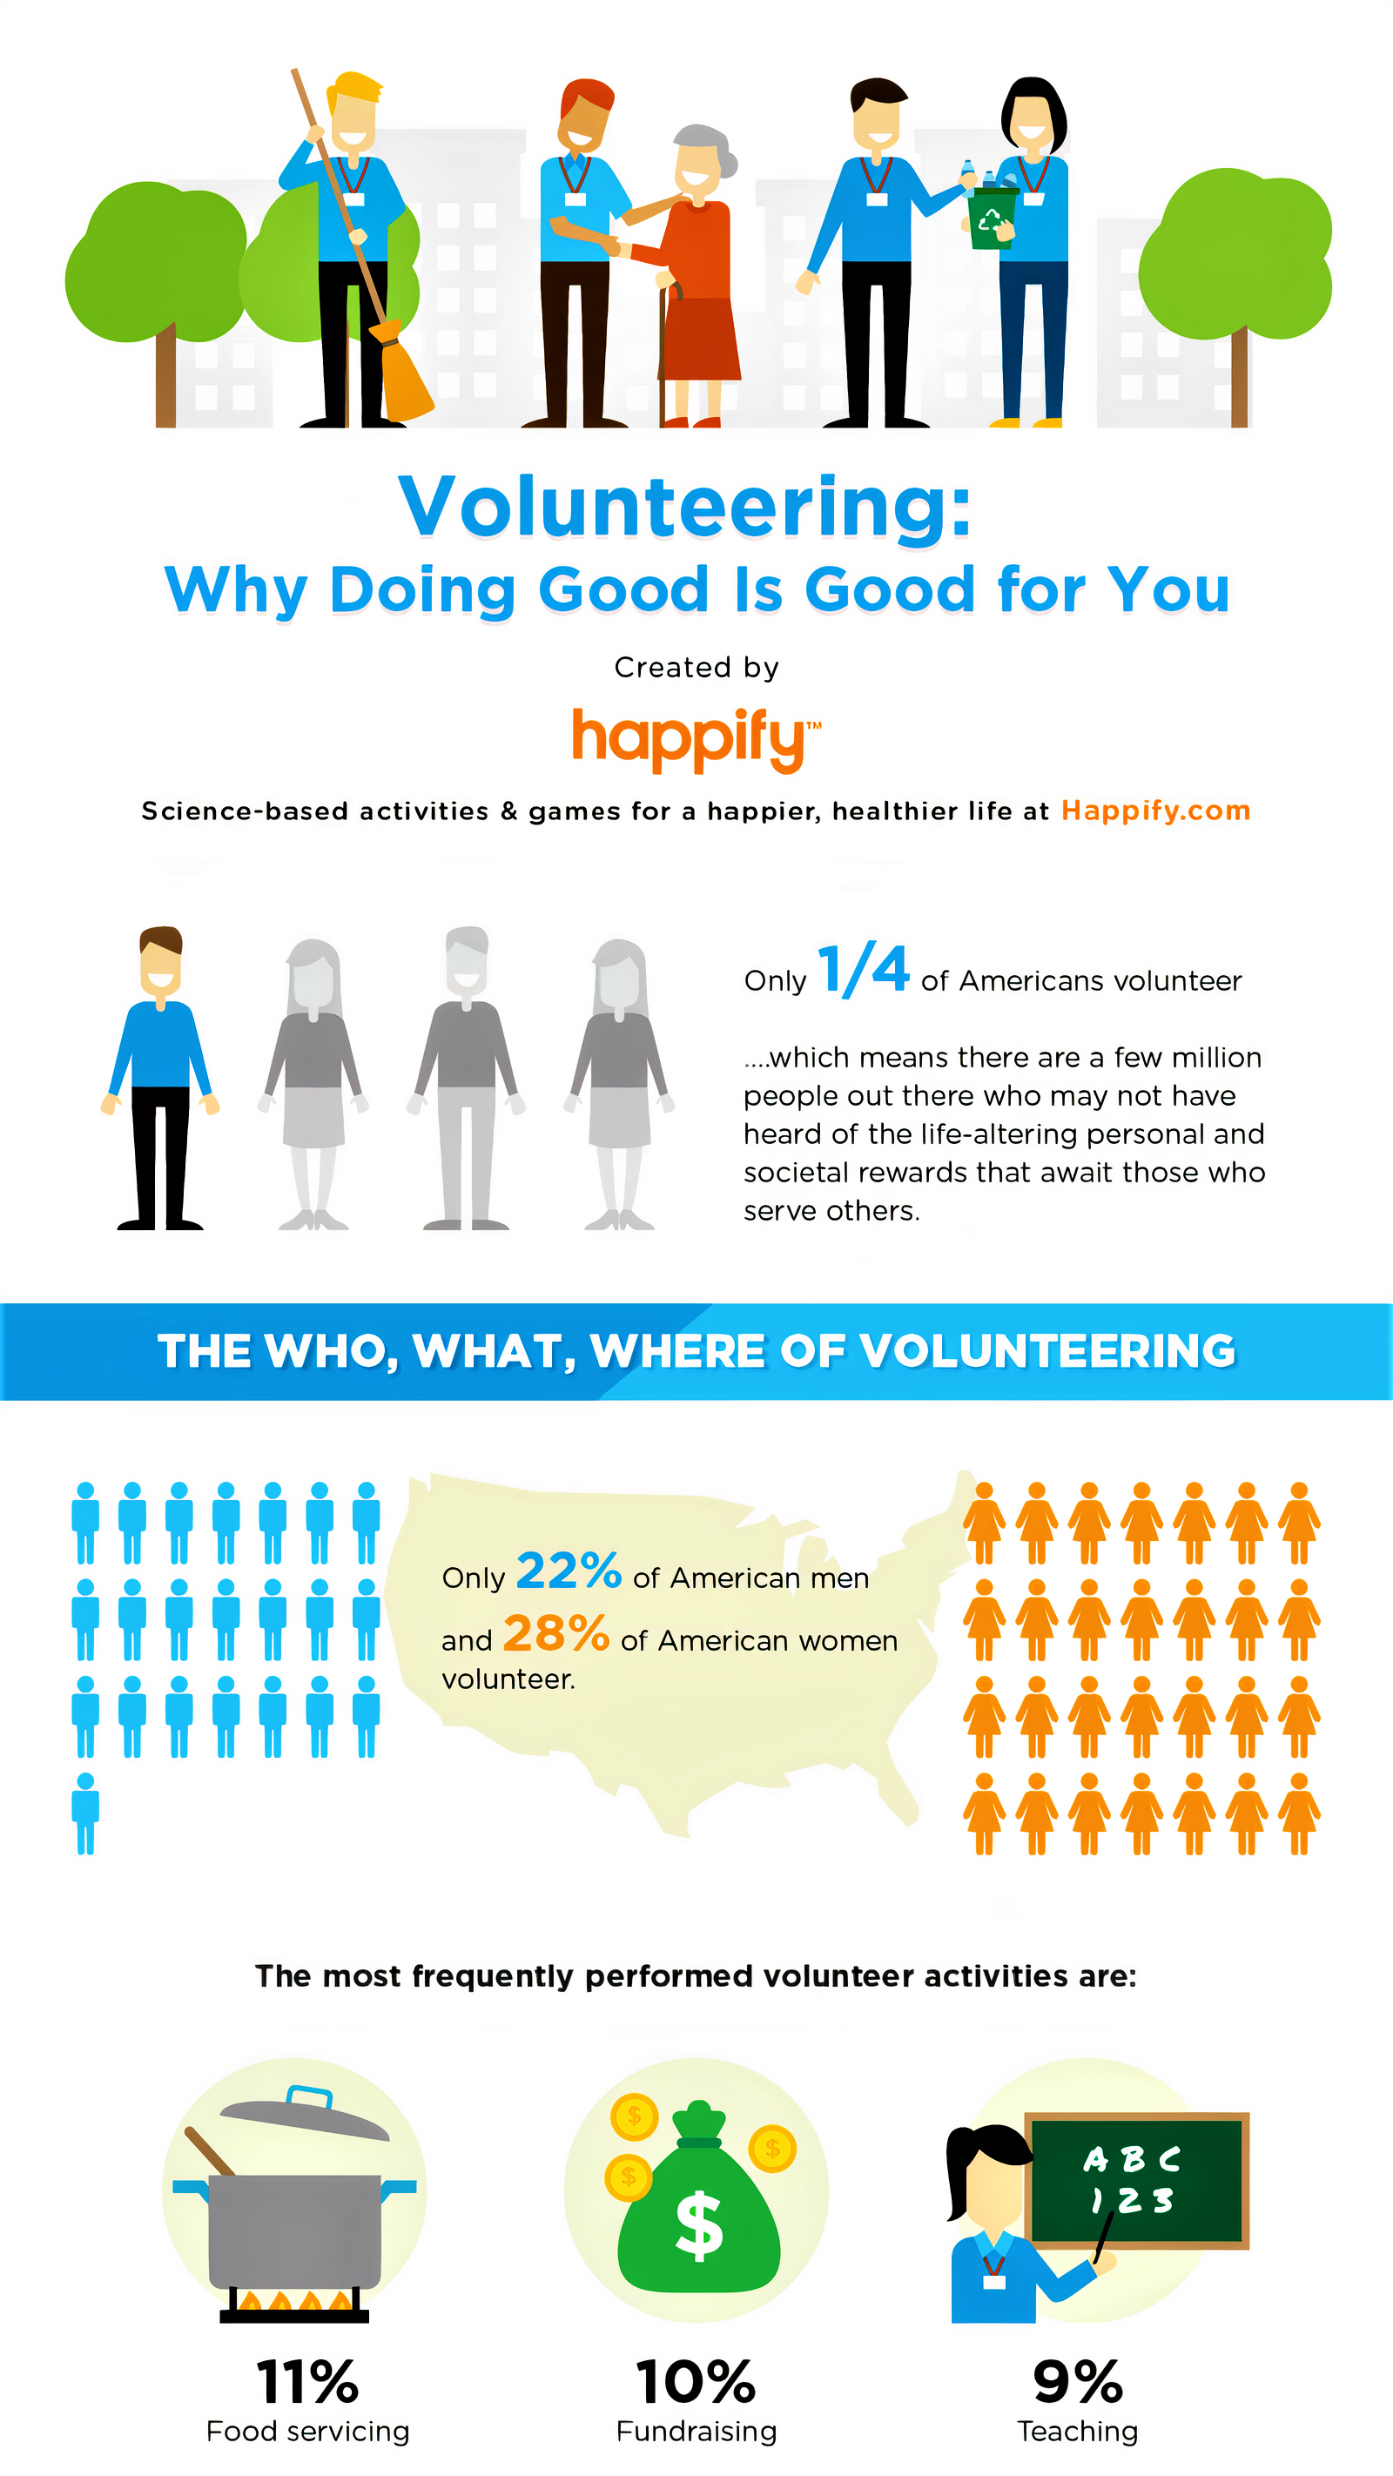 Volunteering:
Why Doing Good Is Good for You
Created by
happify™
Science-based activities & games for a happier, healthier life at Happify.com
Only 1/4 of Americans volunteer
....which means there are a few million
people out there who may not have
heard of the life-altering personal and
societal rewards that await those who
serve others.
THE WHO, WHAT, WHERE OF VOLUNTEERING
Only 22% of American men
and 28% of American women
volunteer.
The most frequently performed volunteer activities are:
$
$
$
$
A B C
1 2 3
11%
Food servicing
10%
Fundraising
9%
Teaching